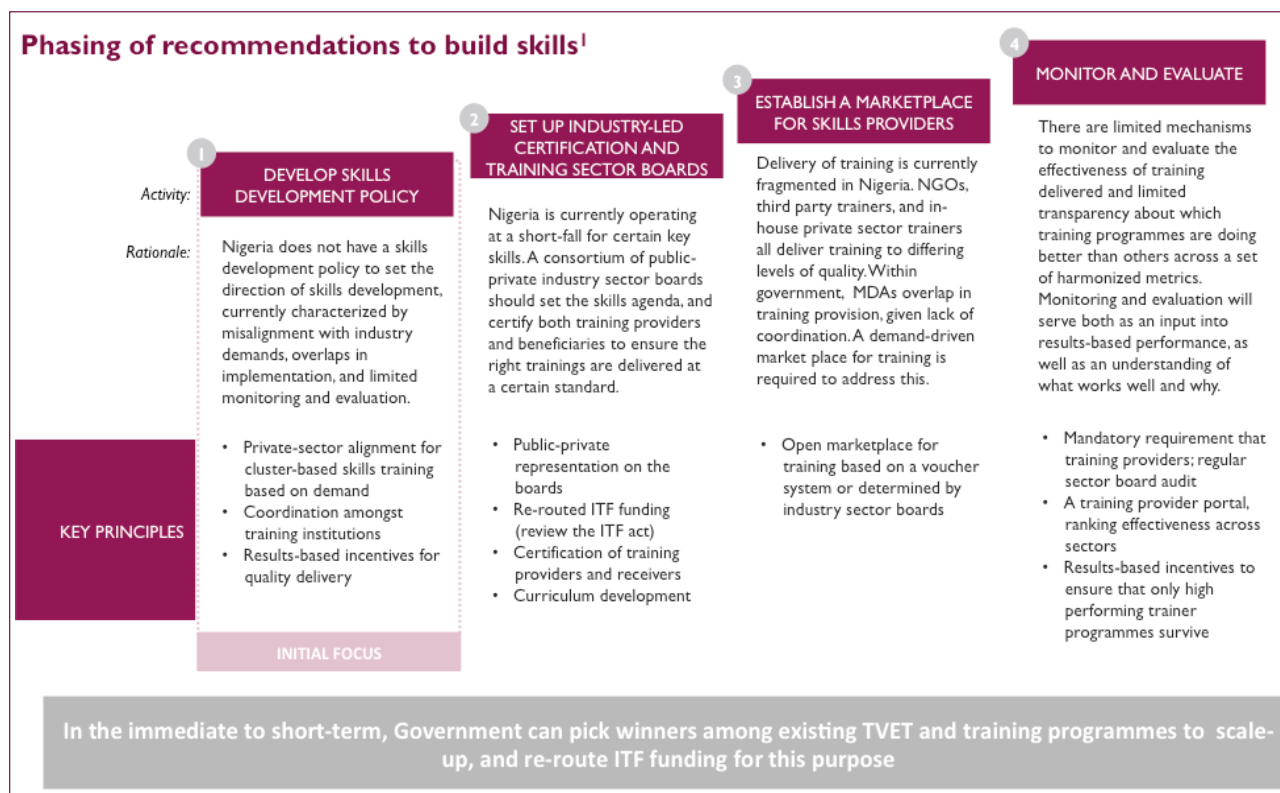 Phasing of recommendations to build skills¹
Activity:
Rationale:
1
DEVELOP SKILLS
DEVELOPMENT POLICY
Nigeria does not have a skills
development policy to set the
direction of skills development,
currently characterized by
misalignment with industry
demands, overlaps in
implementation, and limited
monitoring and evaluation.
2
SET UP INDUSTRY-LED
CERTIFICATION AND
TRAINING SECTOR BOARDS
Nigeria is currently operating
at a short-fall for certain key
skills. A consortium of public-
private industry sector boards
should set the skills agenda, and
certify both training providers
and beneficiaries to ensure the
right trainings are delivered at
a certain standard.
3
ESTABLISH A MARKETPLACE
FOR SKILLS PROVIDERS
Delivery of training is currently
fragmented in Nigeria. NGOs,
third party trainers, and in-
house private sector trainers
all deliver training to differing
levels of quality. Within
government, MDAs overlap in
training provision, given lack of
coordination. A demand-driven
market place for training is
required to address this.
4
MONITOR AND EVALUATE
There are limited mechanisms
to monitor and evaluate the
effectiveness of training
delivered and limited
transparency about which
training programmes are doing
better than others across a set
of harmonized metrics.
Monitoring and evaluation will
serve both as an input into
results-based performance, as
well as an understanding of
what works well and why.
KEY PRINCIPLES
• Private-sector alignment for
cluster-based skills training
based on demand
• Coordination amongst
training institutions
• Results-based incentives for
quality delivery
INITIAL FOCUS
• Public-private
representation on the
boards
• Re-routed ITF funding
(review the ITF act)
• Certification of training
providers and receivers
• Curriculum development
• Open marketplace for
training based on a voucher
system or determined by
industry sector boards
• Mandatory requirement that
training providers; regular
sector board audit
• A training provider portal,
ranking effectiveness across
sectors
• Results-based incentives to
ensure that only high
performing trainer
programmes survive
In the immediate to short-term, Government can pick winners among existing TVET and training programmes to scale-
up, and re-route ITF funding for this purpose